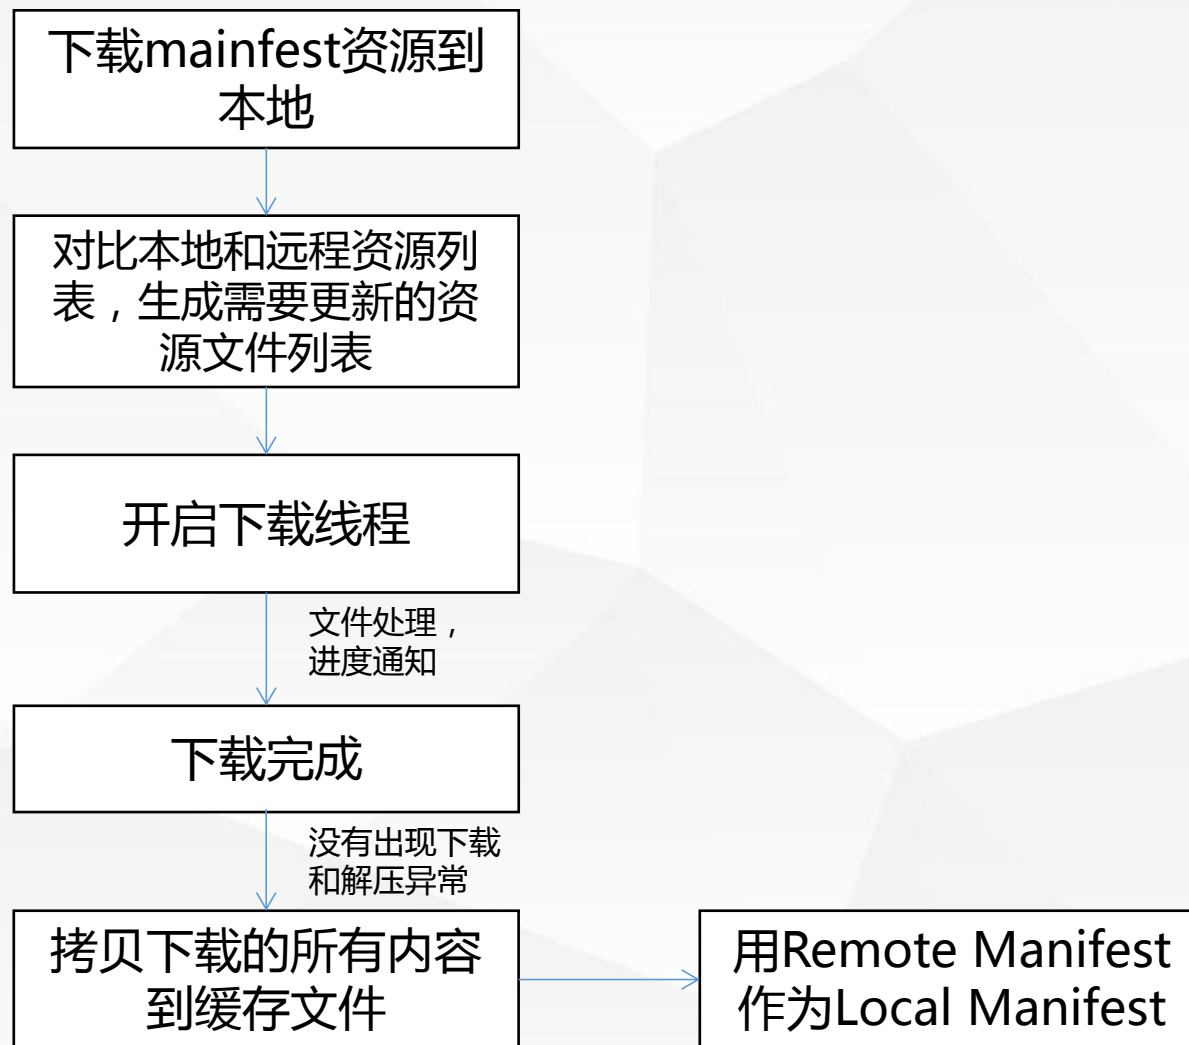 下载mainfest资源到
本地
对比本地和远程资源列
表，生成需要更新的资
源文件列表
开启下载线程
文件处理，
进度通知
下载完成
没有出现下载
和解压异常
拷贝下载的所有内容
到缓存文件
用Remote Manifest
作为Local Manifest